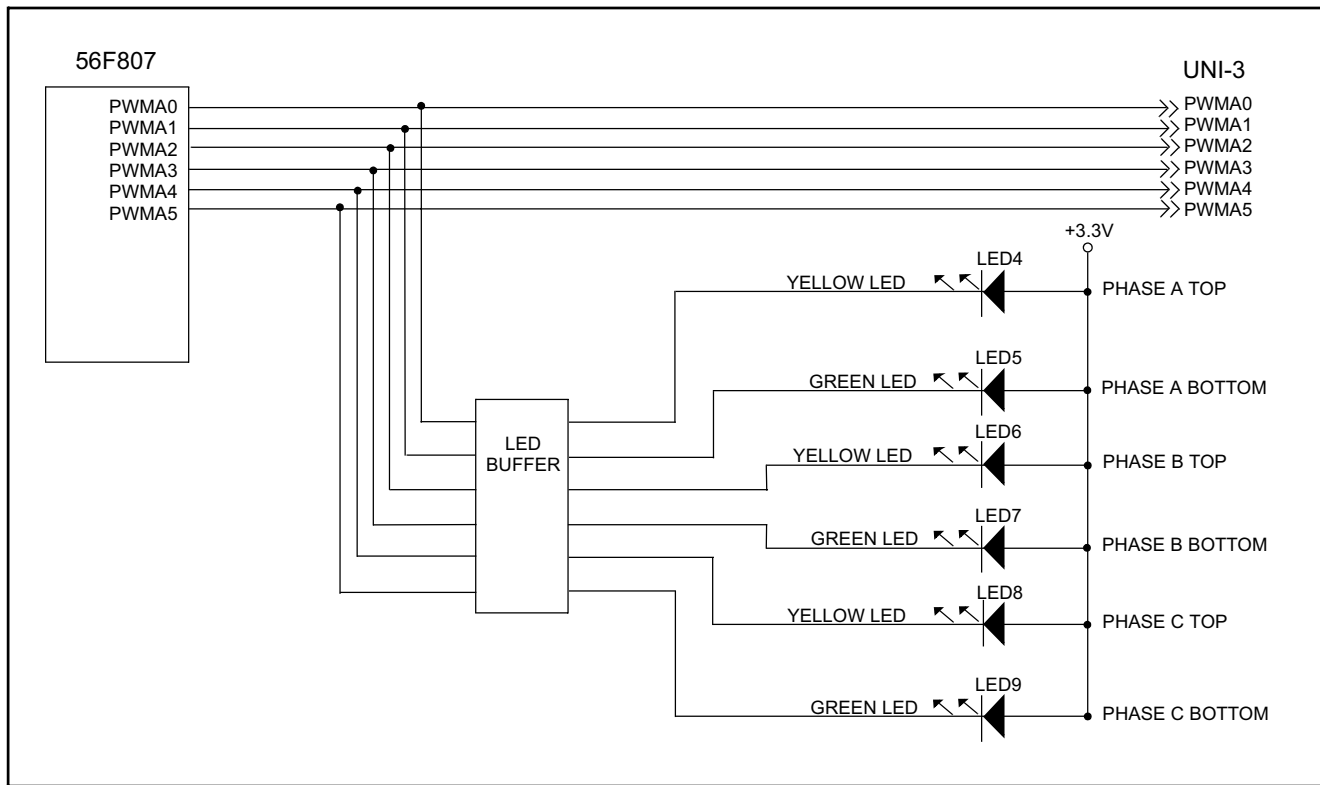 56F807
UNI-3
PWMA0
PWMA1
PWMA2
PWMA3
PWMA4
PWMA5
PWMA0
PWMA1
PWMA2
PWMA3
PWMA4
PWMA5
+3.3V
LED4
YELLOW LED
PHASE A TOP
LED5
GREEN LED
PHASE A BOTTOM
LED
BUFFER
LED6
YELLOW LED
PHASE B TOP
LED7
GREEN LED
PHASE B BOTTOM
LED8
YELLOW LED
PHASE C TOP
LED9
GREEN LED
PHASE C BOTTOM